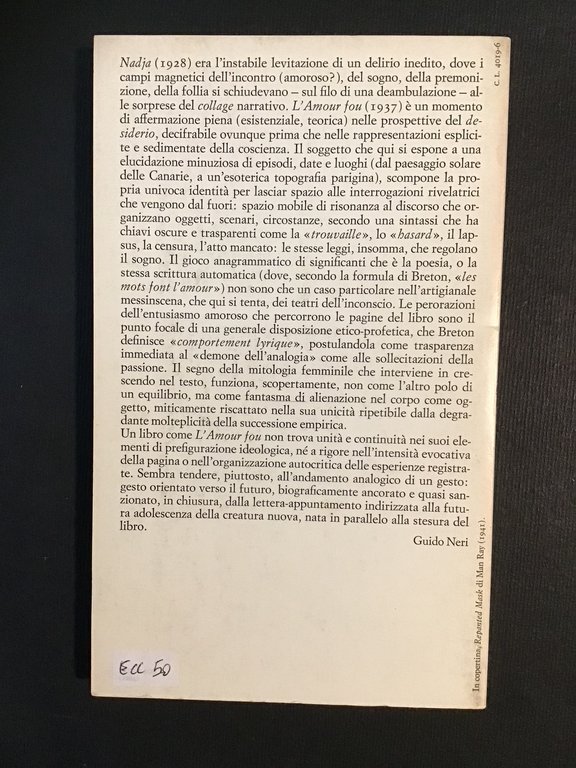 Nadja (1928) era l'instabile levitazione di un delirio inedito, dove i
campi magnetici dell'incontro (amoroso?), del sogno, della premoni-
zione, della follia si schiudevano – sul filo di una deambulazione – al-
le sorprese del collage narrativo. L'Amour fou (1937) è un momento
di affermazione piena (esistenziale, teorica) nelle prospettive del de-
siderio, decifrabile ovunque prima che nelle rappresentazioni esplici-
te e sedimentate della coscienza. Il soggetto che qui si espone a una
elucidazione minuziosa di episodi, date e luoghi (dal paesaggio solare
delle Canarie, a un'esoterica topografia parigina), scompone la pro-
pria univoca identità per lasciar spazio alle interrogazioni rivelatrici
che vengono dal fuori: spazio mobile di risonanza al discorso che or-
ganizzano oggetti, scenari, circostanze, secondo una sintassi che ha
chiavi oscure e trasparenti come la «trouvaille», lo «hasard», il lap-
sus, la censura, l'atto mancato: le stesse leggi, insomma, che regolano
il sogno. Il gioco anagrammatico di significanti che è la poesia, o la
stessa scrittura automatica (dove, secondo la formula di Breton, «les
mots font l'amour») non sono che un caso particolare nell'artigianale
messinscena, che qui si tenta, dei teatri dell'inconscio. Le perorazioni
dell'entusiasmo amoroso che percorrono le pagine del libro sono il
punto focale di una generale disposizione etico-profetica, che Breton
definisce «comportement lyrique», postulandola come trasparenza
immediata al «demone dell'analogia» come alle sollecitazioni della
passione. Il segno della mitologia femminile che interviene in cre-
scendo nel testo, funziona, scopertamente, non come l'altro polo di
un equilibrio, ma come fantasma di alienazione nel corpo come og-
getto, miticamente riscattato nella sua unicità ripetibile dalla degra-
dante molteplicità della successione empirica.
Un libro come L'Amour fou non trova unità e continuità nei suoi ele-
menti di prefigurazione ideologica, né a rigore nell'intensità evocativa
della pagina o nell'organizzazione autocritica delle esperienze registra-
te. Sembra tendere, piuttosto, all'andamento analogico di un gesto:
gesto orientato verso il futuro, biograficamente ancorato e quasi san-
zionato, in chiusura, dalla lettera-appuntamento indirizzata alla futu-
ra adolescenza della creatura nuova, nata in parallelo alla stesura del
libro.
Guido Neri
C. L. 4019-6
In copertina, Repanted Mask di Man Ray (1941).
ECC 50